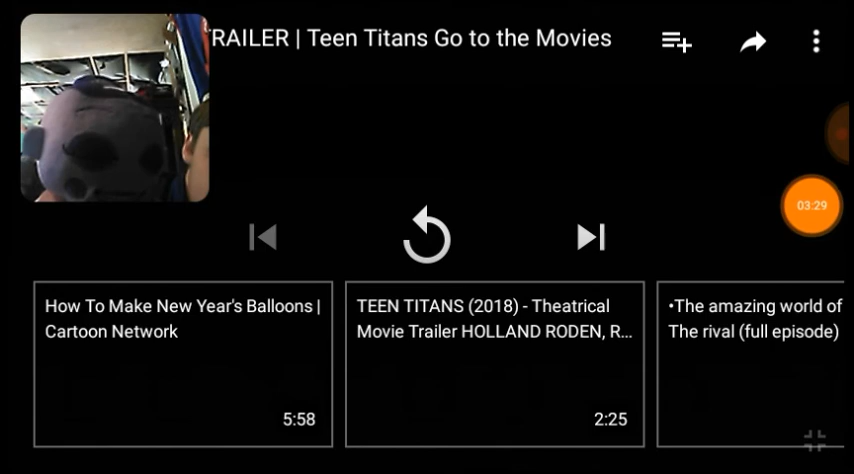 TRAILER | Teen Titans Go to the Movies
03:29
How To Make New Year's Balloons |
Cartoon Network
5:58
TEEN TITANS (2018) - Theatrical
Movie Trailer HOLLAND RODEN, R...
2:25
•The amazing world of
The rival (full episode)